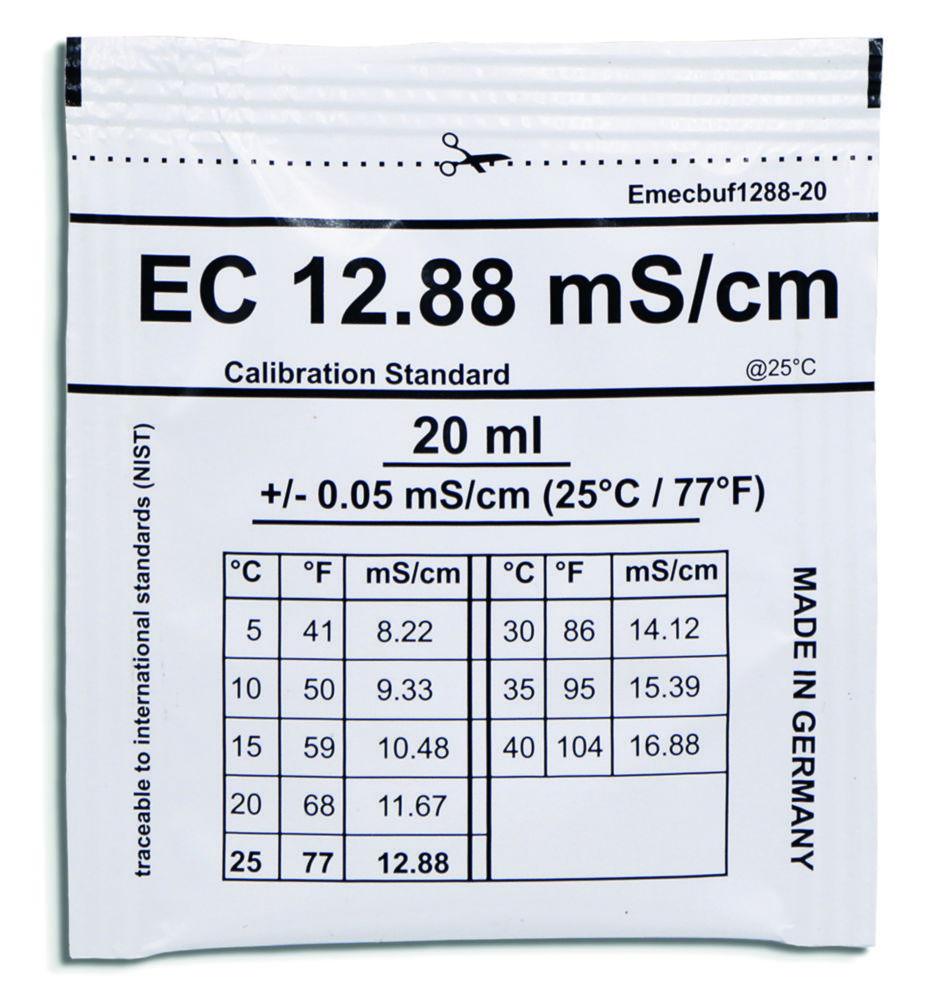 Emecbuf1288-20
EC 12.88 mS/cm
Calibration Standard @25°C
20 ml
+/- 0.05 mS/cm (25°C / 77°F)
traceable to international standards (NIST)
°C °F mS/cm °C °F mS/cm
5 41 8.22 30 86 14.12
10 50 9.33 35 95 15.39
15 59 10.48 40 104 16.88
20 68 11.67
25 77 12.88
MADE IN GERMANY